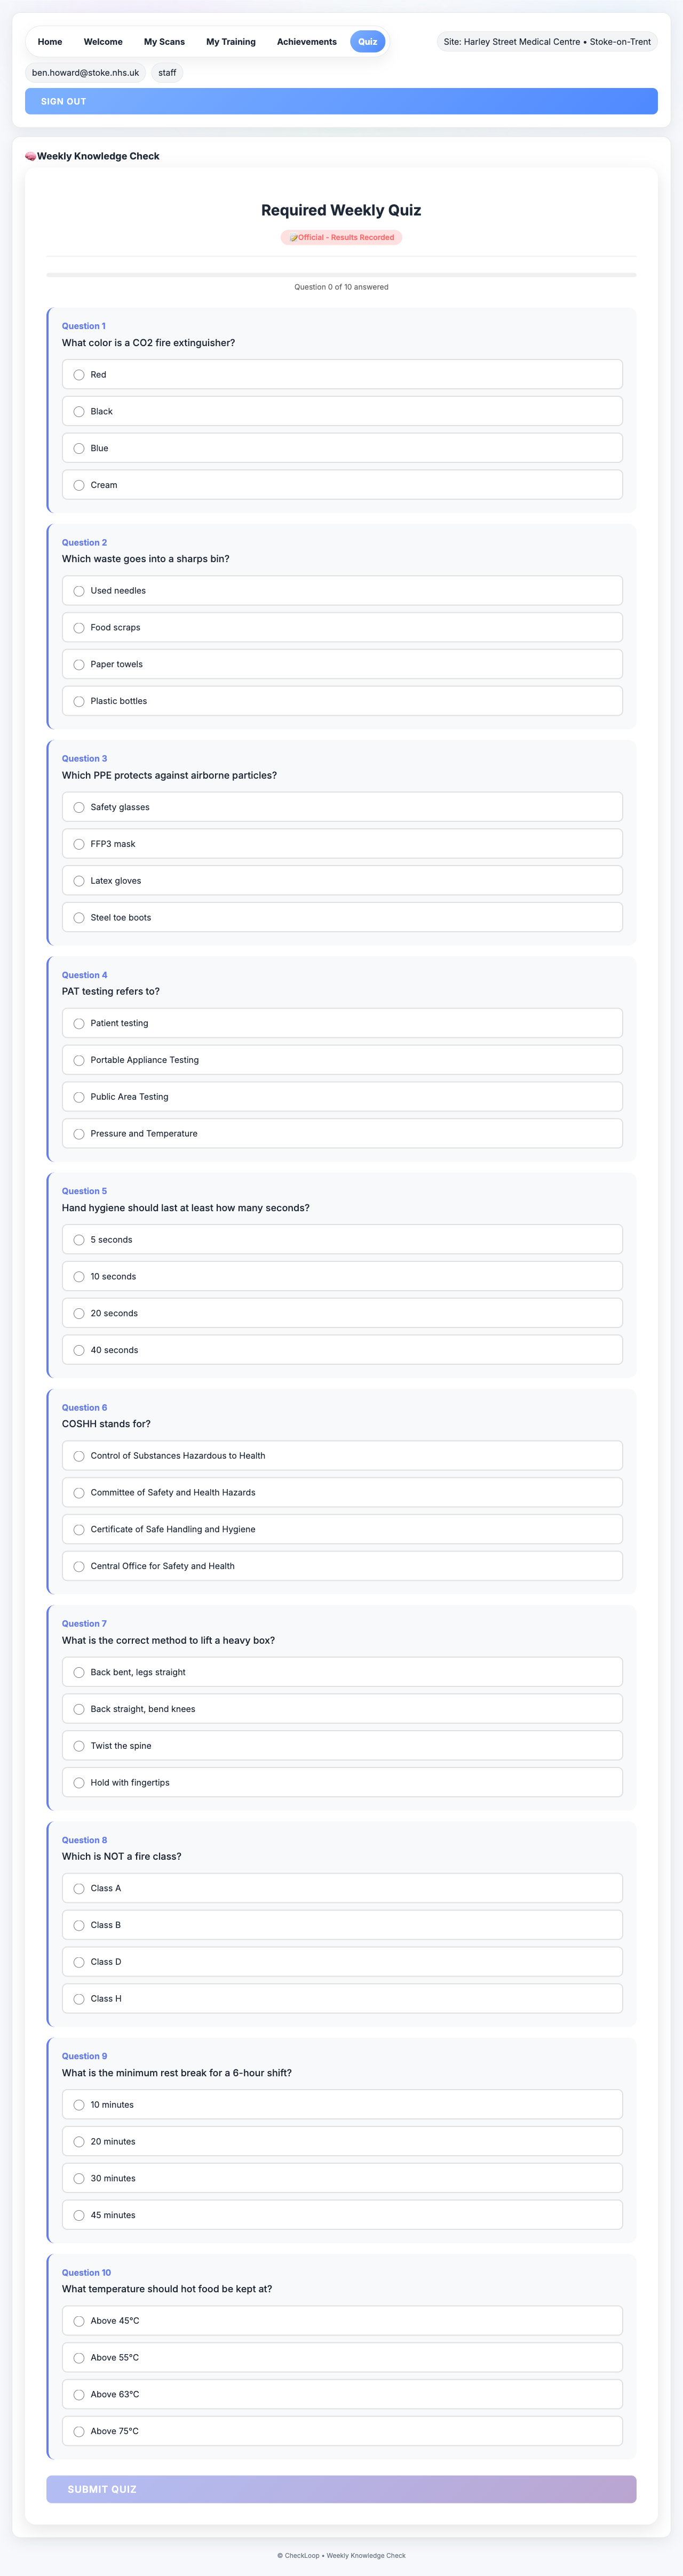 Home Welcome My Scans My Training Achievements Quiz
Site: Harley Street Medical Centre • Stoke-on-Trent
ben.howard@stoke.nhs.uk staff
SIGN OUT
🧠Weekly Knowledge Check
Required Weekly Quiz
📝Official - Results Recorded
Question 0 of 10 answered
Question 1
What color is a CO2 fire extinguisher?
Red
Black
Blue
Cream
Question 2
Which waste goes into a sharps bin?
Used needles
Food scraps
Paper towels
Plastic bottles
Question 3
Which PPE protects against airborne particles?
Safety glasses
FFP3 mask
Latex gloves
Steel toe boots
Question 4
PAT testing refers to?
Patient testing
Portable Appliance Testing
Public Area Testing
Pressure and Temperature
Question 5
Hand hygiene should last at least how many seconds?
5 seconds
10 seconds
20 seconds
40 seconds
Question 6
COSHH stands for?
Control of Substances Hazardous to Health
Committee of Safety and Health Hazards
Certificate of Safe Handling and Hygiene
Central Office for Safety and Health
Question 7
What is the correct method to lift a heavy box?
Back bent, legs straight
Back straight, bend knees
Twist the spine
Hold with fingertips
Question 8
Which is NOT a fire class?
Class A
Class B
Class D
Class H
Question 9
What is the minimum rest break for a 6-hour shift?
10 minutes
20 minutes
30 minutes
45 minutes
Question 10
What temperature should hot food be kept at?
Above 45°C
Above 55°C
Above 63°C
Above 75°C
SUBMIT QUIZ
© CheckLoop • Weekly Knowledge Check